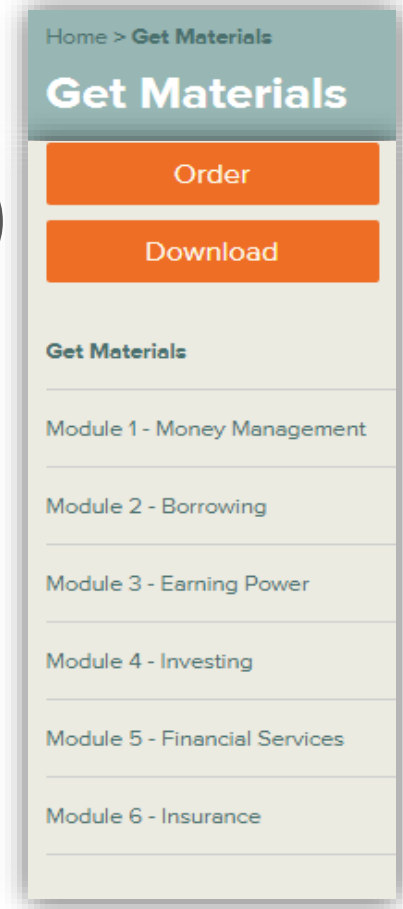 Home > Get Materials
Get Materials
Order
Download
Get Materials
Module 1 - Money Management
Module 2 - Borrowing
Module 3 - Earning Power
Module 4 - Investing
Module 5 - Financial Services
Module 6 - Insurance